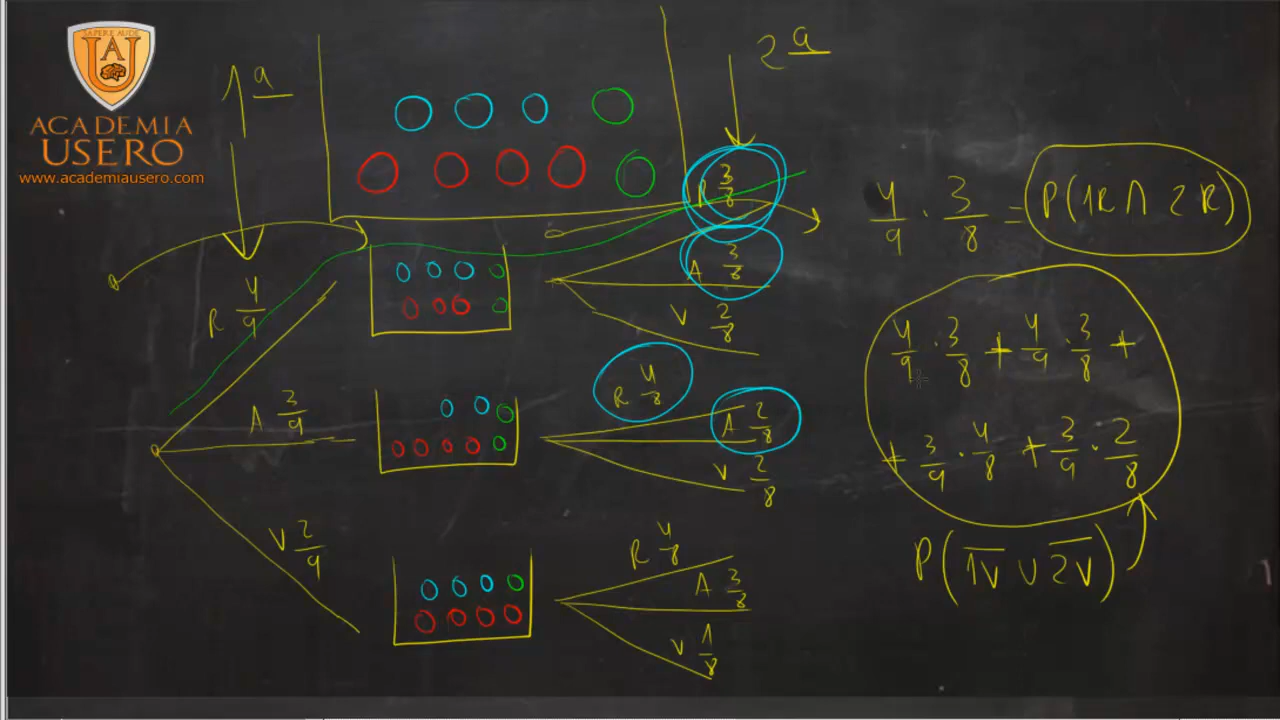 SAPERE AUDE
UAJ
ACADEMIA
USERO
www.academiausero.com
1ª
2ª
R 4/9
A 3/9
V 2/9
R 3/8
A 3/8
V 2/8
R 4/8
A 2/8
V 2/8
R 4/8
A 3/8
V 1/8
4/9 · 3/8 = P(1R ∩ 2R)
4/9 · 3/8 + 4/9 · 3/8 +
+ 3/9 · 4/8 + 3/9 · 2/8
P(1V̅ ∪ 2V̅)